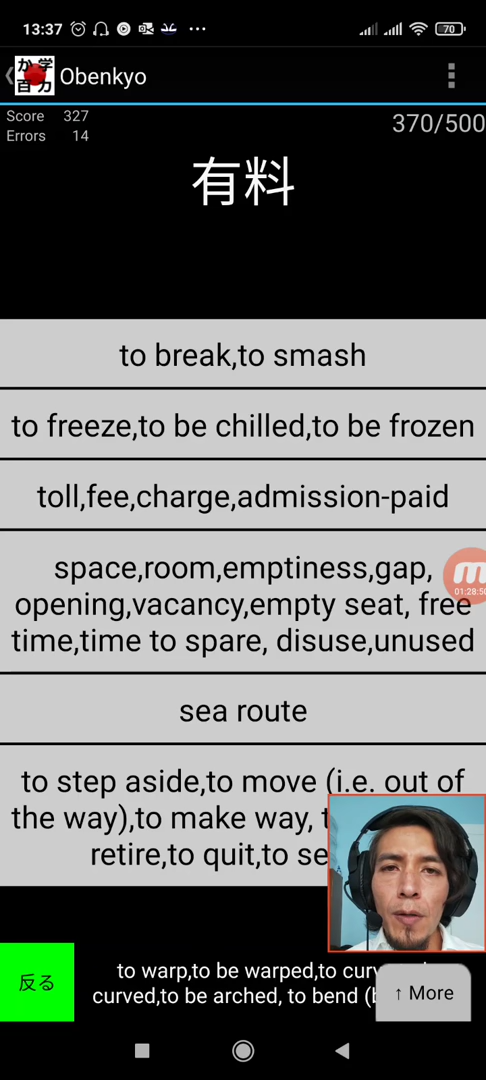 13:37
70
Obenkyo
Score 327
Errors 14
370/500
有料
to break,to smash
to freeze,to be chilled,to be frozen
toll,fee,charge,admission-paid
space,room,emptiness,gap,
opening,vacancy,empty seat, free
time,time to spare, disuse,unused
01:28:50
sea route
to step aside,to move (i.e. out of
the way),to make way,
retire,to quit,to
反る
to warp,to be warped,to
curved,to be arched, to bend
↑ More